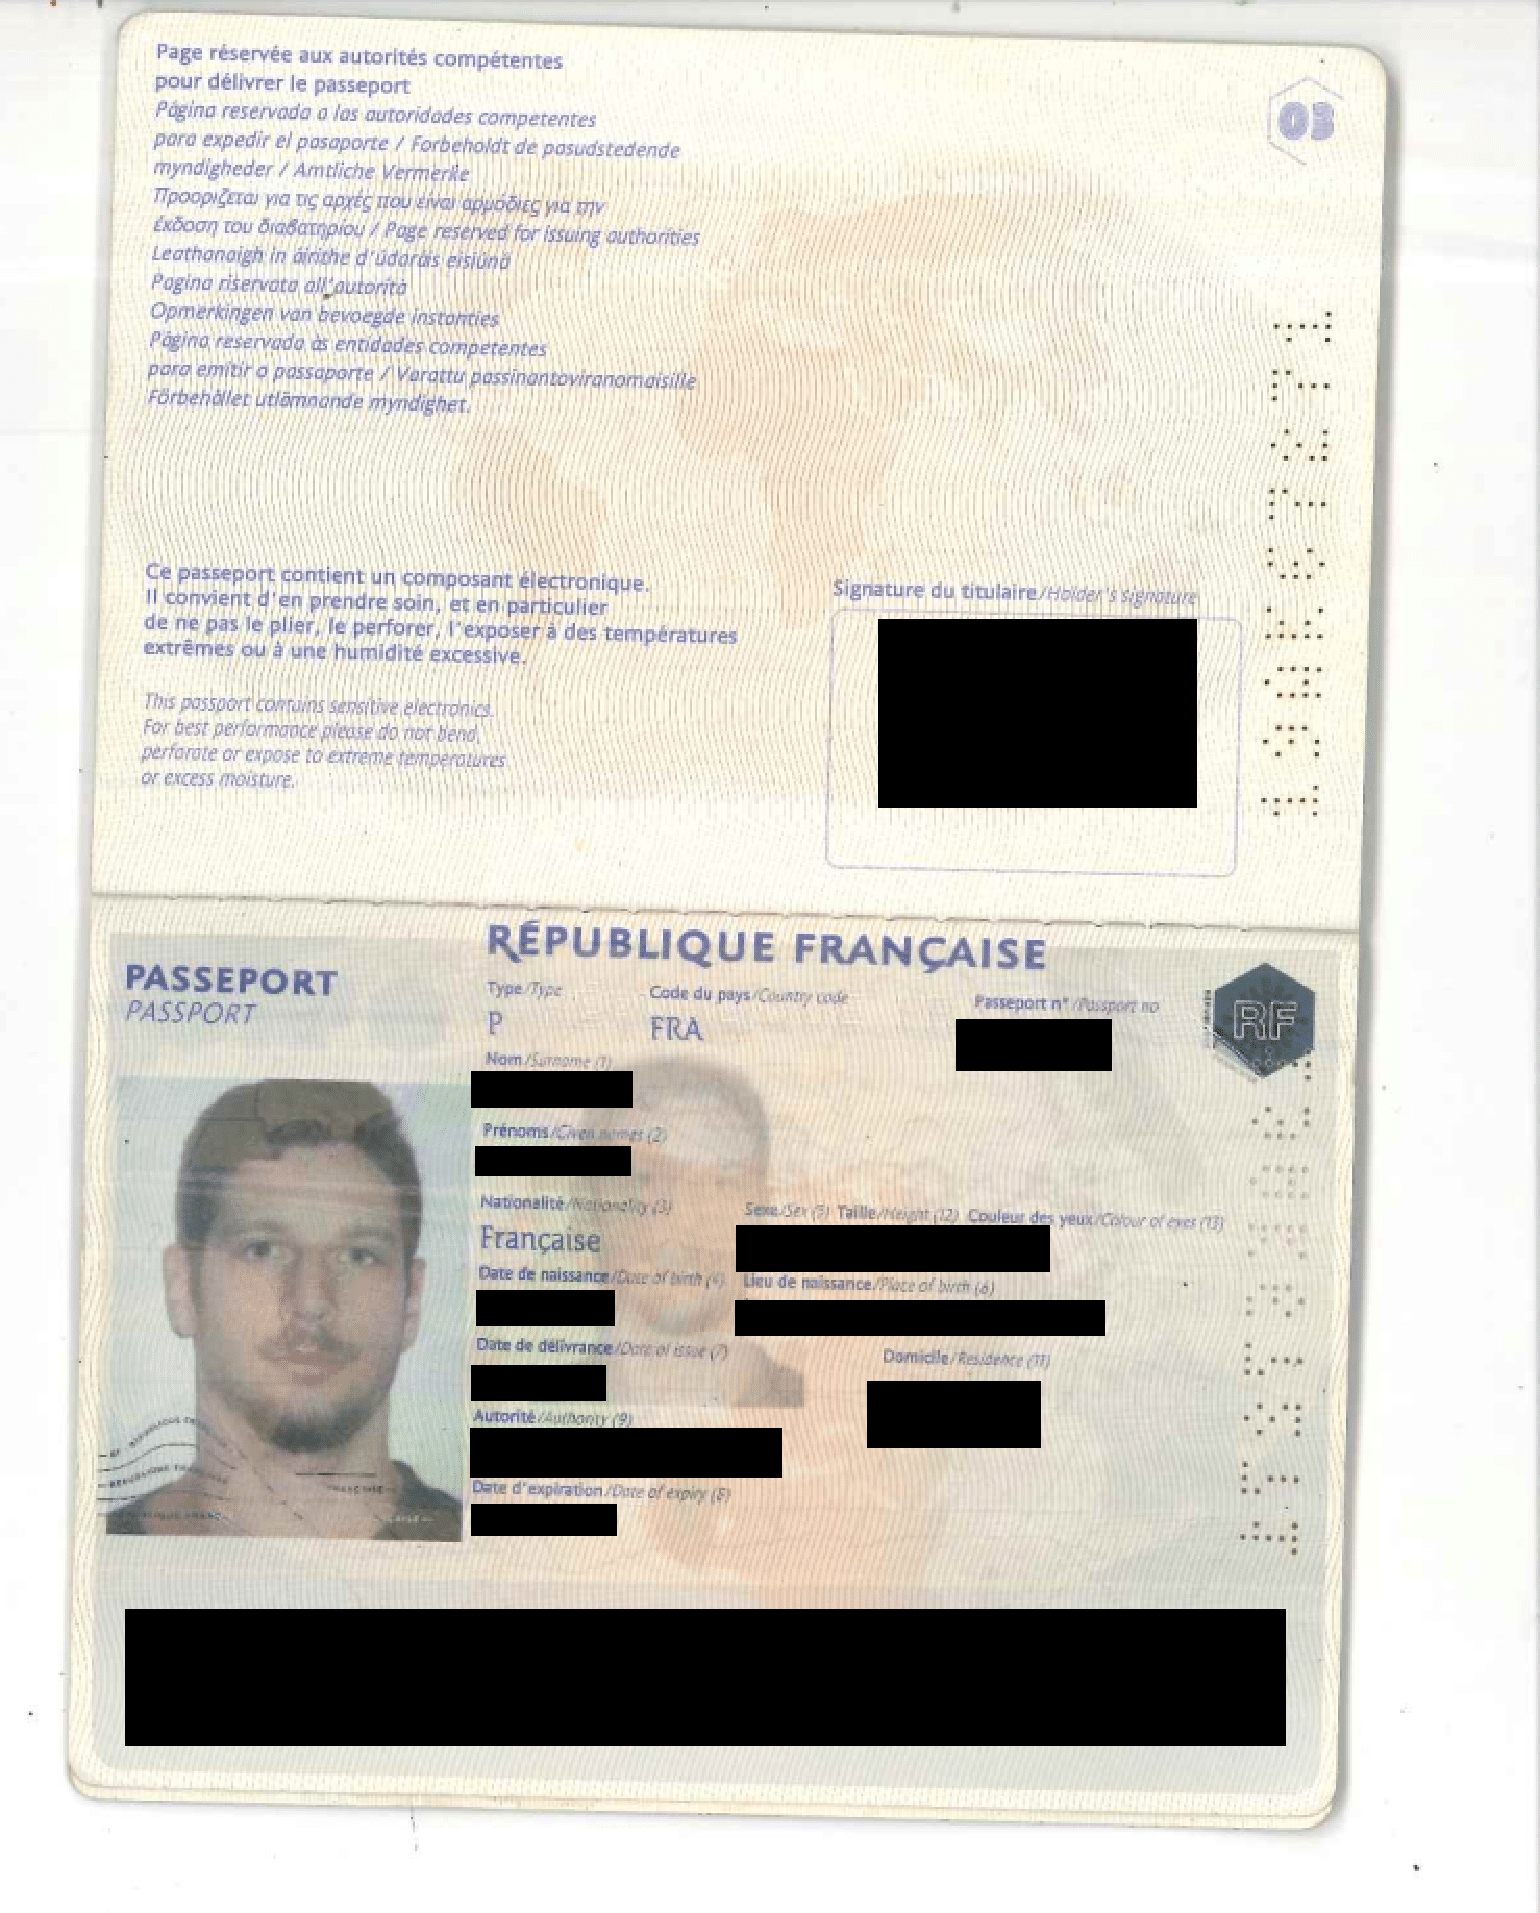 Page réservée aux autorités compétentes
pour délivrer le passeport
Página reservada a las autoridades competentes
para expedir el pasaporte / Forbeholdt de pasudstedende
myndigheder / Amtliche Vermerke
Προορίζεται για τις αρχές που είναι αρμόδιες για την
έκδοση του διαβατηρίου / Page reserved for issuing authorities
Leathanaigh in áirithe d'údaráis eisiúna
Pagina riservata all'autorità
Opmerkingen van bevoegde instanties
Página reservada às entidades competentes
para emitir o passaporte / Varattu passinantoviranomaisille
Förbehållet utlämnande myndighet.
03
Ce passeport contient un composant électronique.
Il convient d'en prendre soin, et en particulier
de ne pas le plier, le perforer, l'exposer à des températures
extrêmes ou à une humidité excessive.
This passport contains sensitive electronics.
For best performance please do not bend,
perforate or expose to extreme temperatures
or excess moisture.
Signature du titulaire/Holder's signature
RÉPUBLIQUE FRANÇAISE
PASSEPORT
PASSPORT
Type/Type Code du pays/Country code Passeport n°/Passport no
P FRA
RF
Nom/Surname (1)
Prénoms/Given names (2)
Nationalité/Nationality (3) Sexe/Sex (5) Taille/Height (12) Couleur des yeux/Colour of eyes (13)
Française
Date de naissance/Date of birth (4) Lieu de naissance/Place of birth (6)
Date de délivrance/Date of issue (7) Domicile/Residence (11)
Autorité/Authority (9)
Date d'expiration/Date of expiry (8)